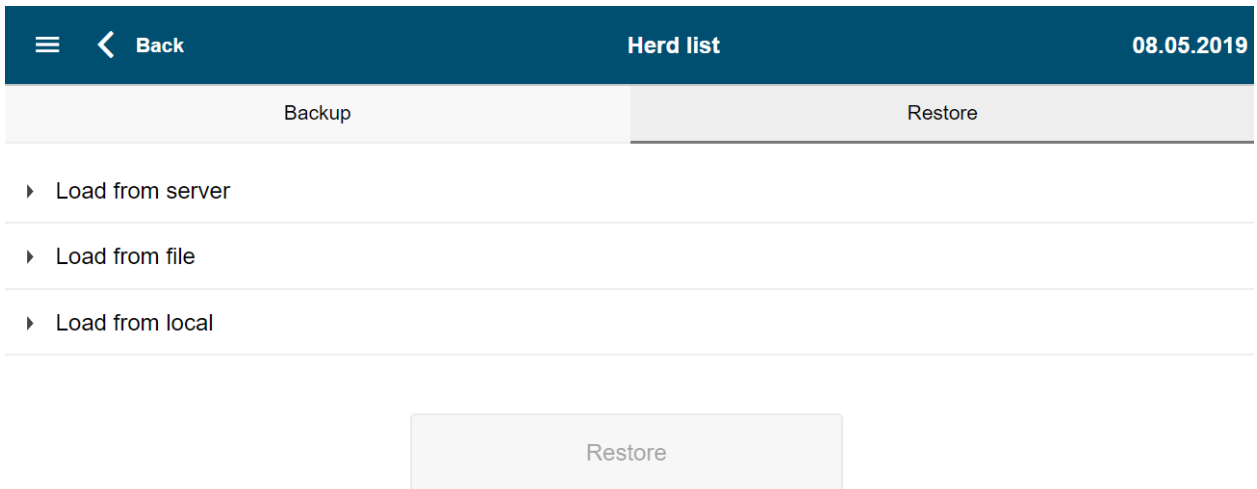 Back Herd list 08.05.2019
Backup Restore
Load from server
Load from file
Load from local
Restore